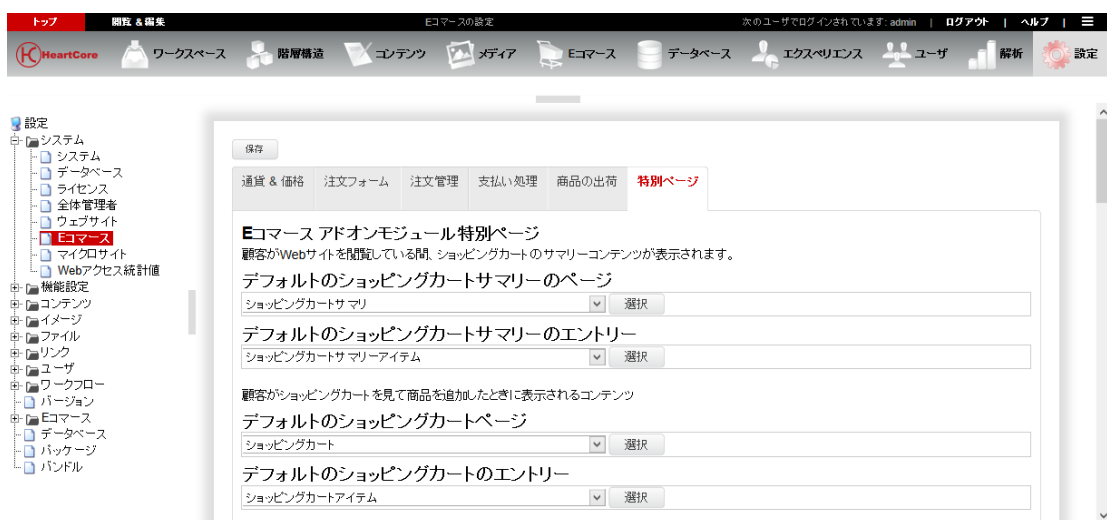 トップ 閲覧 & 編集 Eコマースの設定 次のユーザでログインされています: admin | ログアウト | ヘルプ |
HeartCore ワークスペース 階層構造 コンテンツ メディア Eコマース データベース エクスペリエンス ユーザ 解析 設定
設定
システム
システム
データベース
ライセンス
全体管理者
ウェブサイト
Eコマース
マイクロサイト
Webアクセス統計値
機能設定
コンテンツ
イメージ
ファイル
リンク
ユーザ
ワークフロー
バージョン
Eコマース
データベース
パッケージ
バンドル
保存
通貨 & 価格 注文フォーム 注文管理 支払い処理 商品の出荷 特別ページ
Eコマース アドオンモジュール特別ページ
顧客がWebサイトを閲覧している間、ショッピングカートのサマリーコンテンツが表示されます。
デフォルトのショッピングカートサマリーのページ
ショッピングカートサマリ 選択
デフォルトのショッピングカートサマリーのエントリー
ショッピングカートサマリーアイテム 選択
顧客がショッピングカートを見て商品を追加したときに表示されるコンテンツ
デフォルトのショッピングカートページ
ショッピングカート 選択
デフォルトのショッピングカートのエントリー
ショッピングカートアイテム 選択